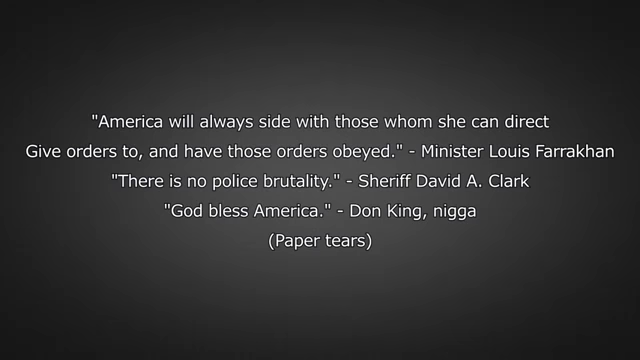 "America will always side with those whom she can direct
Give orders to, and have those orders obeyed." - Minister Louis Farrakhan
"There is no police brutality." - Sheriff David A. Clark
"God bless America." - Don King, nigga
(Paper tears)